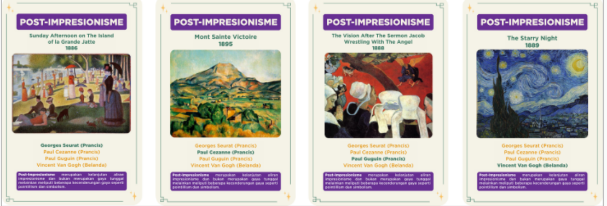 POST-IMPRESIONISME
Sunday Afternoon on The Island
of la Grande Jatte
1886
Georges Seurat (Prancis)
Paul Cezanne (Prancis)
Paul Guguin (Prancis)
Vincent Van Gogh (Belanda)
Post-Impresionisme merupakan kelanjutan aliran
impresionisme dan bukan merupakan gaya tunggal
melainkan meliputi beberapa kecenderungan gaya seperti
pointilism dan simbolism.
POST-IMPRESIONISME
Mont Sainte Victoire
1895
Georges Seurat (Prancis)
Paul Cezanne (Prancis)
Paul Guguin (Prancis)
Vincent Van Gogh (Belanda)
Post-Impresionisme merupakan kelanjutan aliran
impresionisme dan bukan merupakan gaya tunggal
melainkan meliputi beberapa kecenderungan gaya seperti
pointilism dan simbolism.
POST-IMPRESIONISME
The Vision After The Sermon Jacob
Wrestling With The Angel
1888
Georges Seurat (Prancis)
Paul Cezanne (Prancis)
Paul Guguin (Prancis)
Vincent Van Gogh (Belanda)
Post-Impresionisme merupakan kelanjutan aliran
impresionisme dan bukan merupakan gaya tunggal
melainkan meliputi beberapa kecenderungan gaya seperti
pointilism dan simbolism.
POST-IMPRESIONISME
The Starry Night
1889
Georges Seurat (Prancis)
Paul Cezanne (Prancis)
Paul Guguin (Prancis)
Vincent Van Gogh (Belanda)
Post-Impresionisme merupakan kelanjutan aliran
impresionisme dan bukan merupakan gaya tunggal
melainkan meliputi beberapa kecenderungan gaya seperti
pointilism dan simbolism.